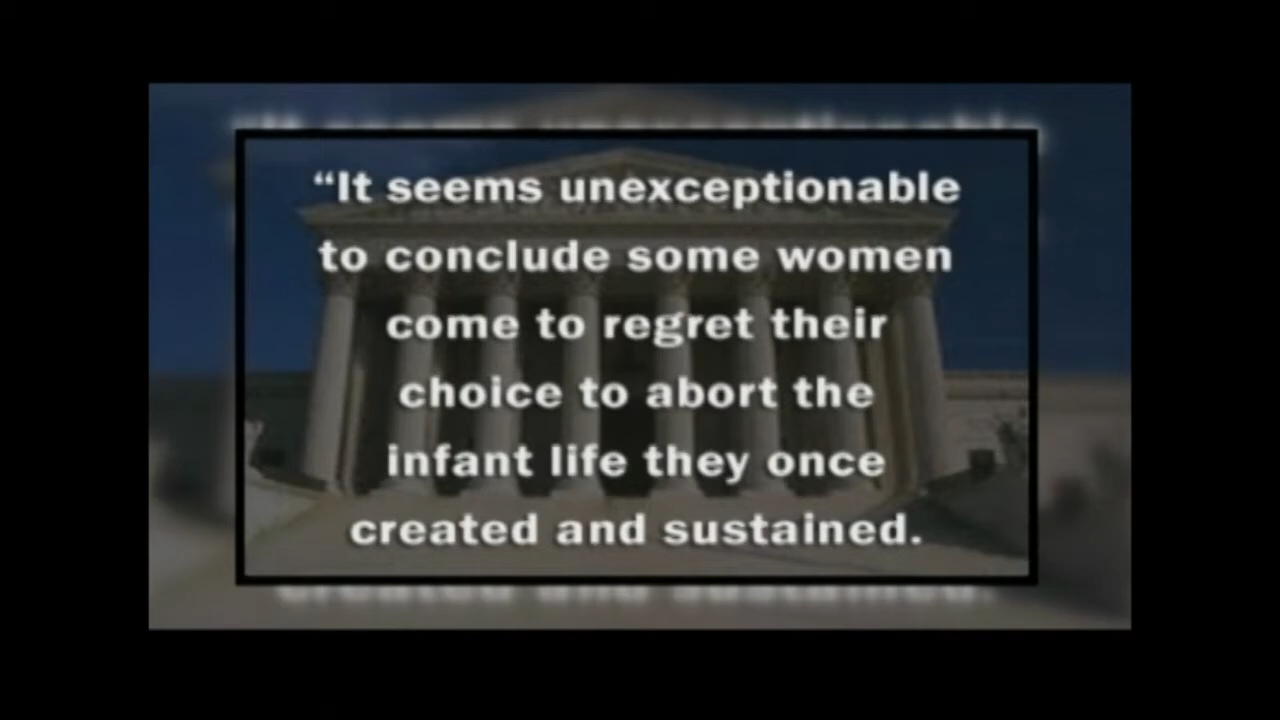 “It seems unexceptionable
to conclude some women
come to regret their
choice to abort the
infant life they once
created and sustained.